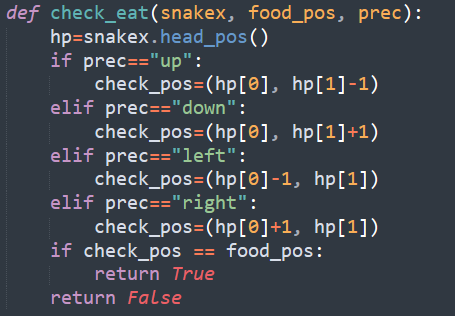 def check_eat(snakex, food_pos, prec):
    hp=snakex.head_pos()
    if prec=="up":
        check_pos=(hp[0], hp[1]-1)
    elif prec=="down":
        check_pos=(hp[0], hp[1]+1)
    elif prec=="left":
        check_pos=(hp[0]-1, hp[1])
    elif prec=="right":
        check_pos=(hp[0]+1, hp[1])
    if check_pos == food_pos:
        return True
    return False